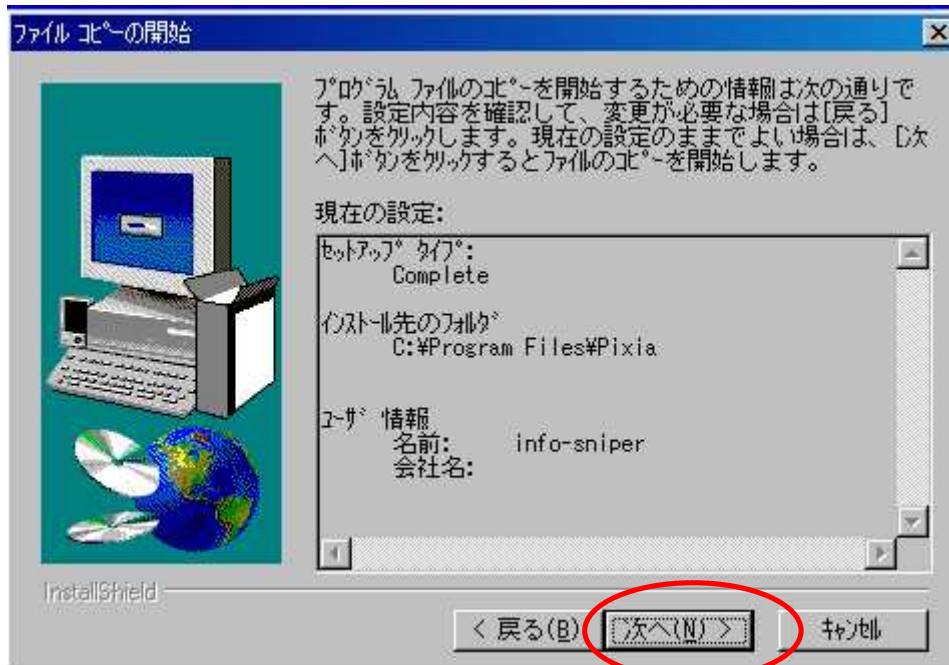 ファイル コピーの開始
プログラム ファイルのコピーを開始するための情報は次の通りで
す。設定内容を確認して、変更が必要な場合は[戻る]
ボタンをクリックします。現在の設定のままでよい場合は、[次
へ]ボタンをクリックするとファイルのコピーを開始します。
現在の設定:
セットアップ タイプ:
Complete
インストール先のフォルダ
C:¥Program Files¥Pixia
ユーザ 情報
名前: info-sniper
会社名:
InstallShield
< 戻る(B) 次へ(N) > キャンセル